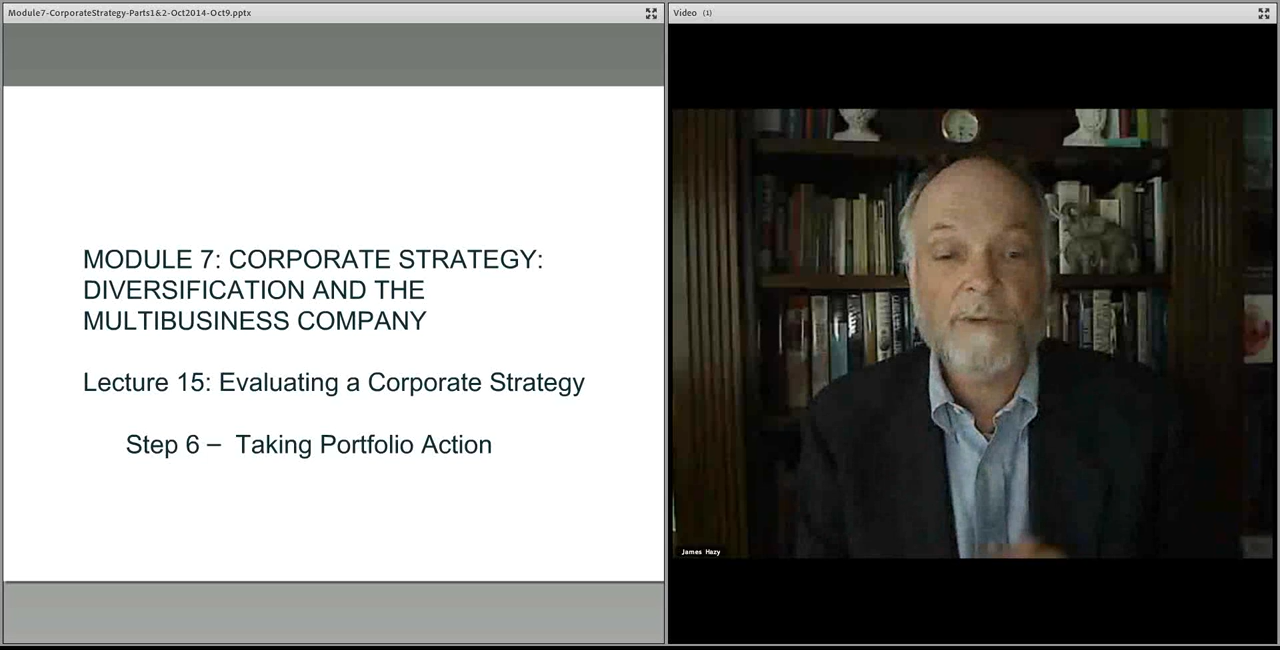 Module7-CorporateStrategy-Parts1&2-Oct2014-Oct9.pptx
Video (1)
MODULE 7: CORPORATE STRATEGY:
DIVERSIFICATION AND THE
MULTIBUSINESS COMPANY
Lecture 15: Evaluating a Corporate Strategy
Step 6 – Taking Portfolio Action
James Hazy